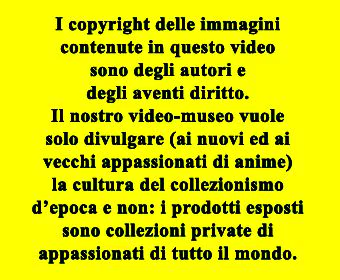 I copyright delle immagini
contenute in questo video
sono degli autori e
degli aventi diritto.
Il nostro video-museo vuole
solo divulgare (ai nuovi ed ai
vecchi appassionati di anime)
la cultura del collezionismo
d’epoca e non: i prodotti esposti
sono collezioni private di
appassionati di tutto il mondo.